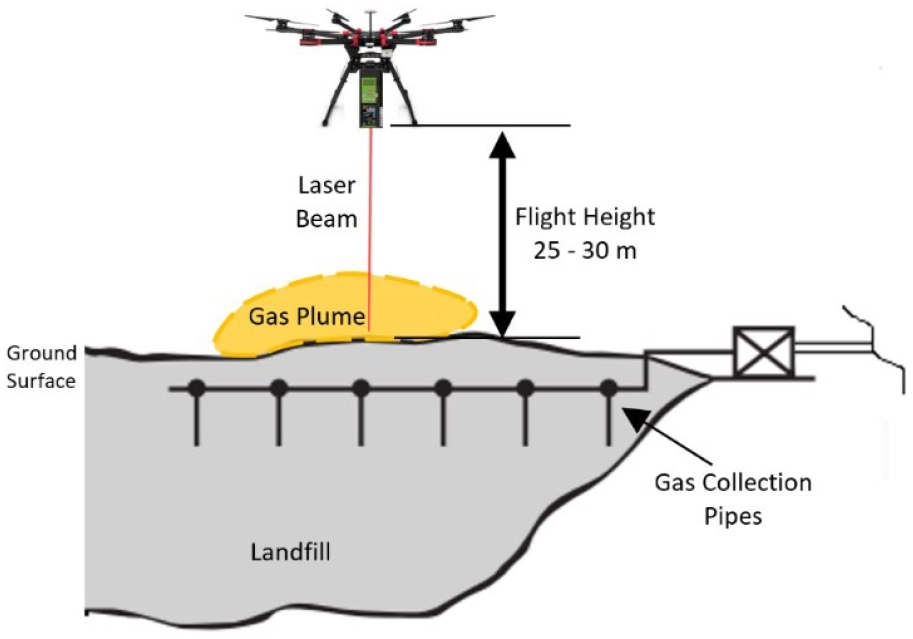 Laser
Beam
Flight Height
25 - 30 m
Gas Plume
Ground
Surface
Gas Collection
Pipes
Landfill